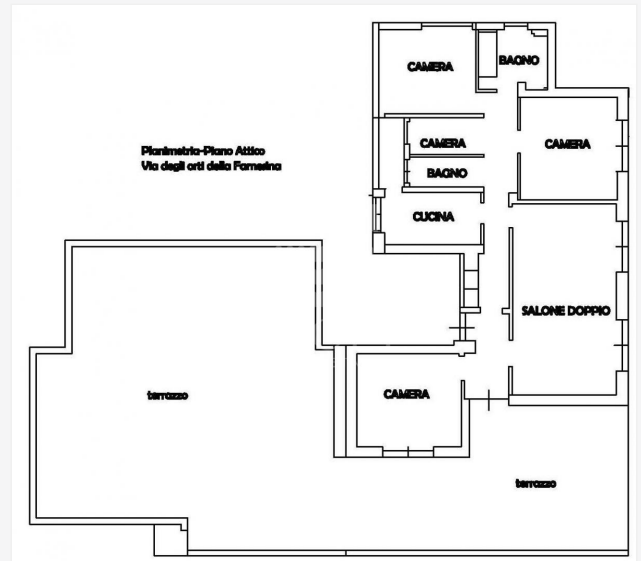 CAMERA
BAGNO
Planimetria-Piano Attico
Via degli orti della Farnesina
CAMERA
CAMERA
BAGNO
CUCINA
SALONE DOPPIO
terrazzo
CAMERA
terrazzo